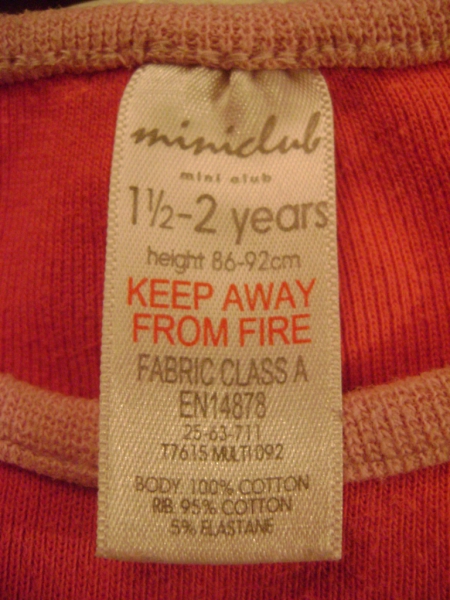 miniclub
mini club
1½-2 years
height 86-92cm
KEEP AWAY
FROM FIRE
FABRIC CLASS A
EN14878
25-63-711
T7615 MULTI 092
BODY: 100% COTTON
RIB: 95% COTTON
5% ELASTANE